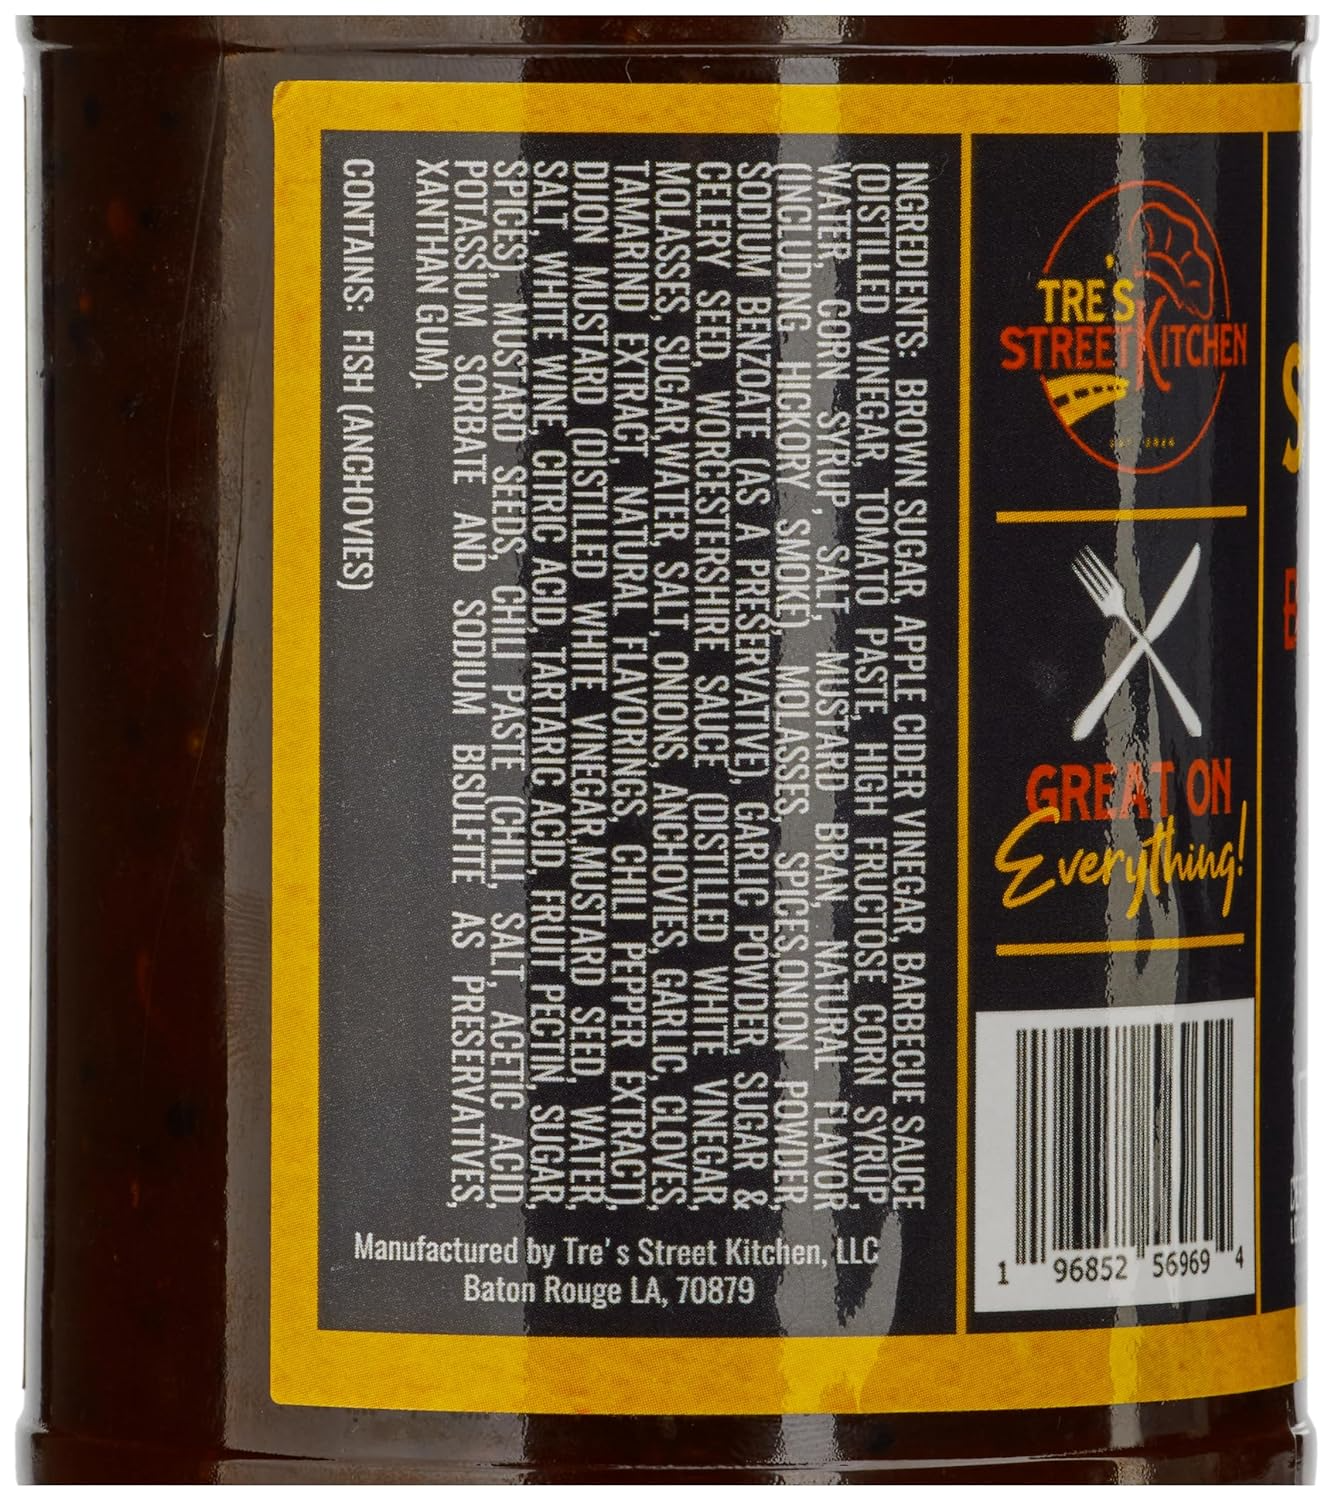 INGREDIENTS: BROWN SUGAR, APPLE CIDER VINEGAR, BARBECUE SAUCE
(DISTILLED VINEGAR, TOMATO PASTE, HIGH FRUCTOSE CORN SYRUP,
WATER, CORN SYRUP, SALT, MUSTARD BRAN, NATURAL FLAVOR
(INCLUDING HICKORY SMOKE), MOLASSES, SPICES,ONION POWDER,
SODIUM BENZOATE (AS A PRESERVATIVE), GARLIC POWDER, SUGAR &
CELERY SEED, WORCESTERSHIRE SAUCE (DISTILLED WHITE VINEGAR,
MOLASSES, SUGAR,WATER, SALT, ONIONS, ANCHOVIES, GARLIC, CLOVES,
TAMARIND EXTRACT, NATURAL FLAVORINGS, CHILI PEPPER EXTRACT),
DIJON MUSTARD (DISTILLED WHITE VINEGAR,MUSTARD SEED, WATER,
SALT, WHITE WINE, CITRIC ACID, TARTARIC ACID, FRUIT PECTIN, SUGAR,
SPICES) MUSTARD SEEDS, CHILI PASTE (CHILI, SALT, ACETIC ACID,
POTASSIUM SORBATE AND SODIUM BISULFITE AS PRESERVATIVES,
XANTHAN GUM).
CONTANS: FISH (ANCHOVIES)
Manufactured by Tre's Street Kitchen, LLC
Baton Rouge LA, 70879
TRE'S
STREET KITCHEN
GREAT ON
Everything!
1 96852 56969 4